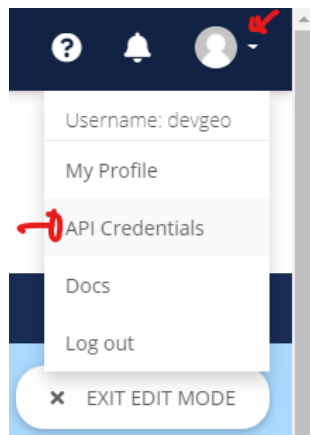 Username: devgeo
My Profile
API Credentials
Docs
Log out
EXIT EDIT MODE